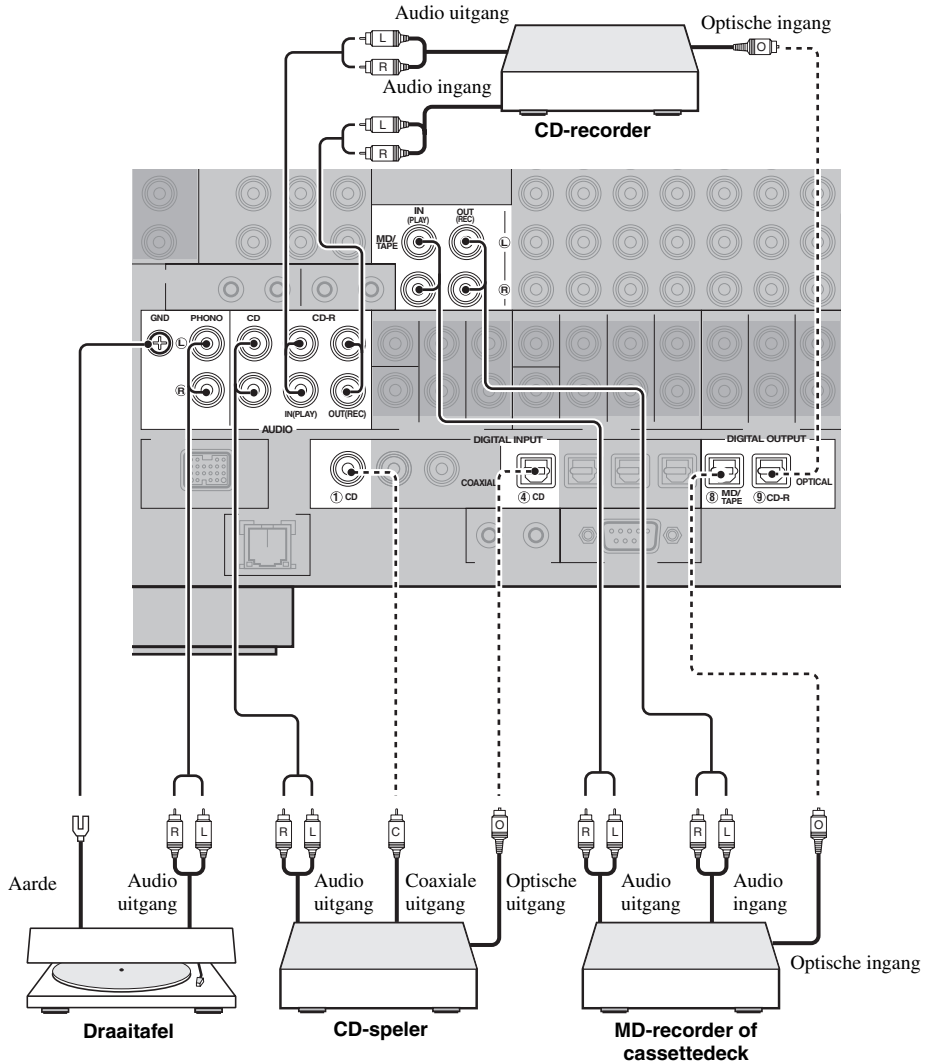 Audio uitgang
Optische ingang
L
R
O
Audio ingang
L
R
CD-recorder
IN
(PLAY)
OUT
(REC)
MD/
TAPE
L
R
GND
PHONO
CD
CD-R
L
R
IN(PLAY)
OUT(REC)
AUDIO
DIGITAL INPUT
DIGITAL OUTPUT
COAXIAL
OPTICAL
① CD
④ CD
⑧ MD/
TAPE
⑨ CD-R
R
L
R
L
C
O
R
L
R
L
O
Aarde
Audio
uitgang
Audio
uitgang
Coaxiale
uitgang
Optische
uitgang
Audio
uitgang
Audio
ingang
Optische ingang
Draaitafel
CD-speler
MD-recorder of
cassettedeck